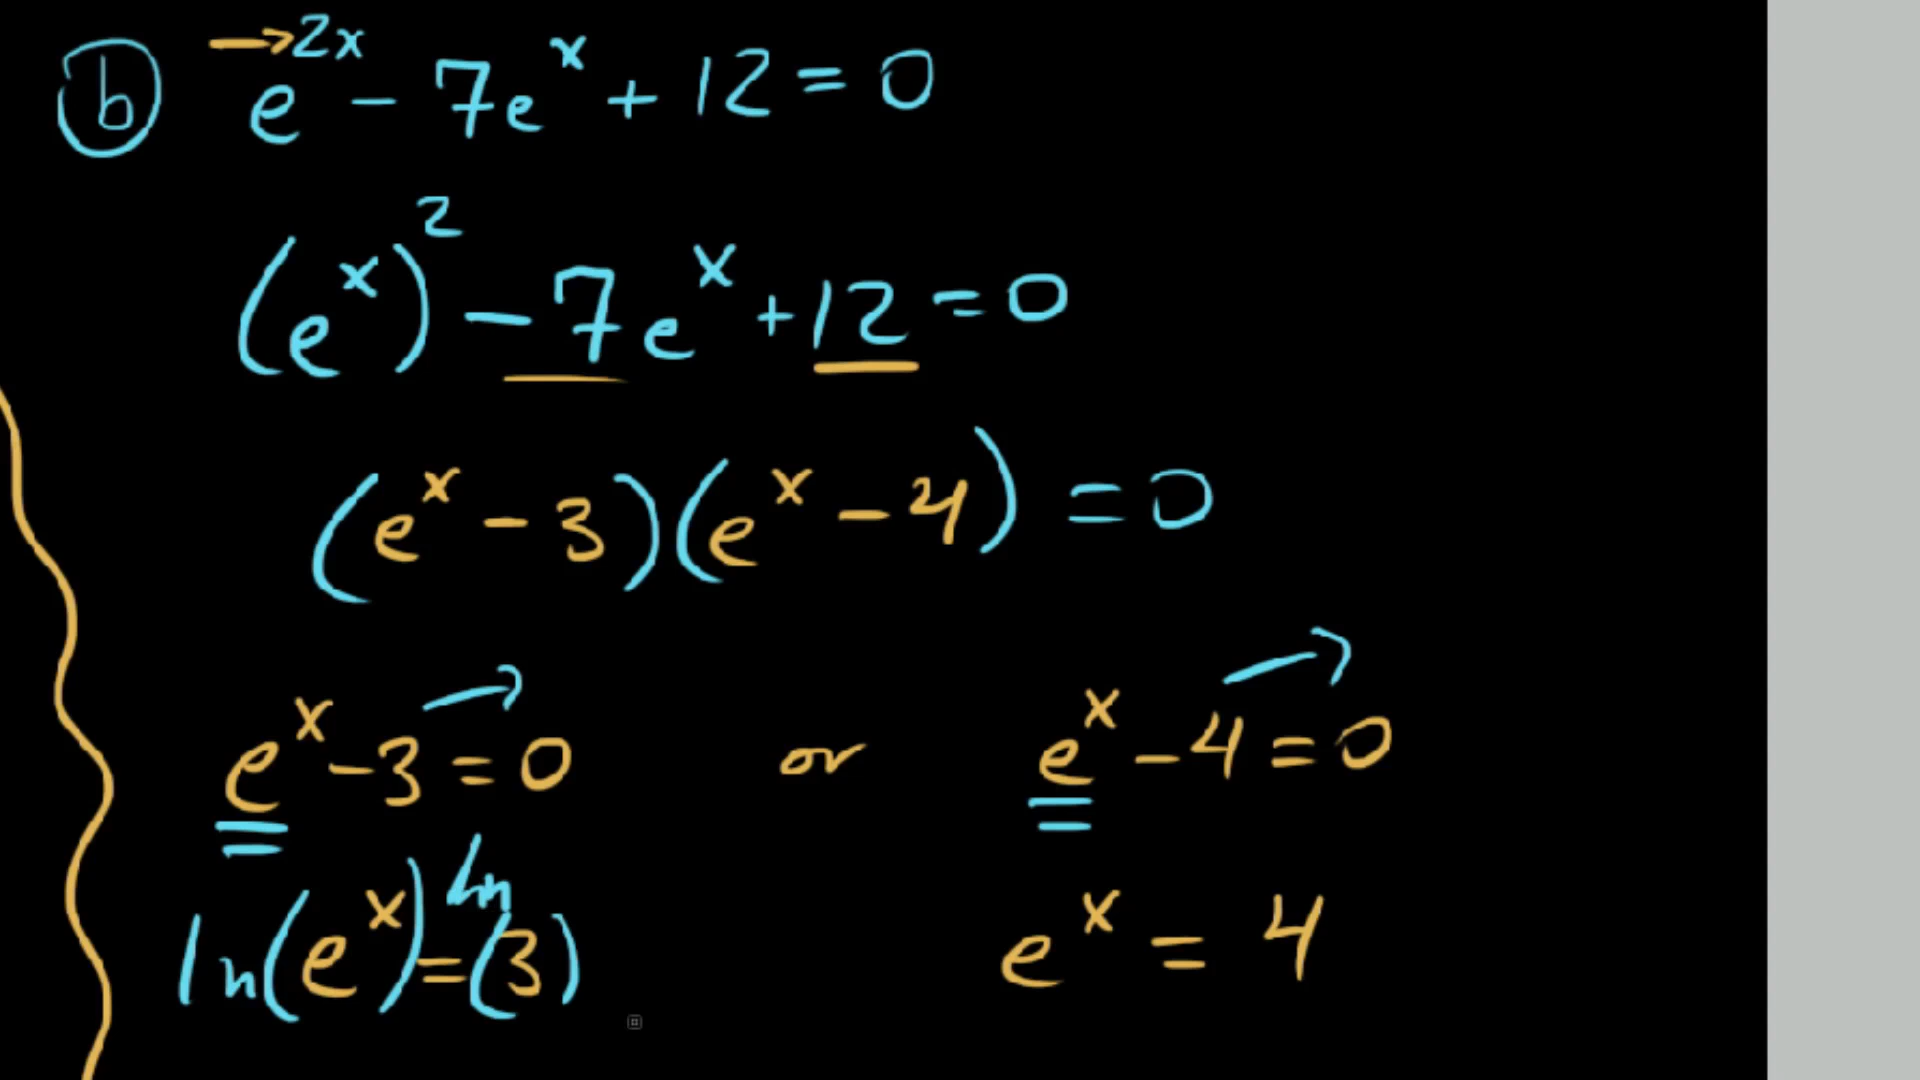 b e^{2x} - 7e^x + 12 = 0
(e^x)^2 - 7e^x + 12 = 0
(e^x - 3)(e^x - 4) = 0
e^x - 3 = 0 or e^x - 4 = 0
ln(e^x) = ln(3) e^x = 4